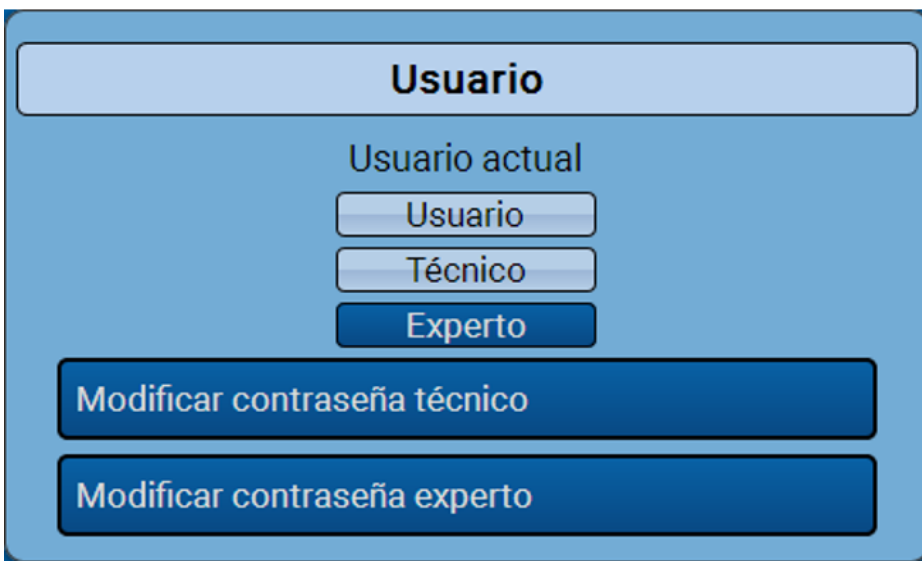 Usuario
Usuario actual
Usuario
Técnico
Experto
Modificar contraseña técnico
Modificar contraseña experto